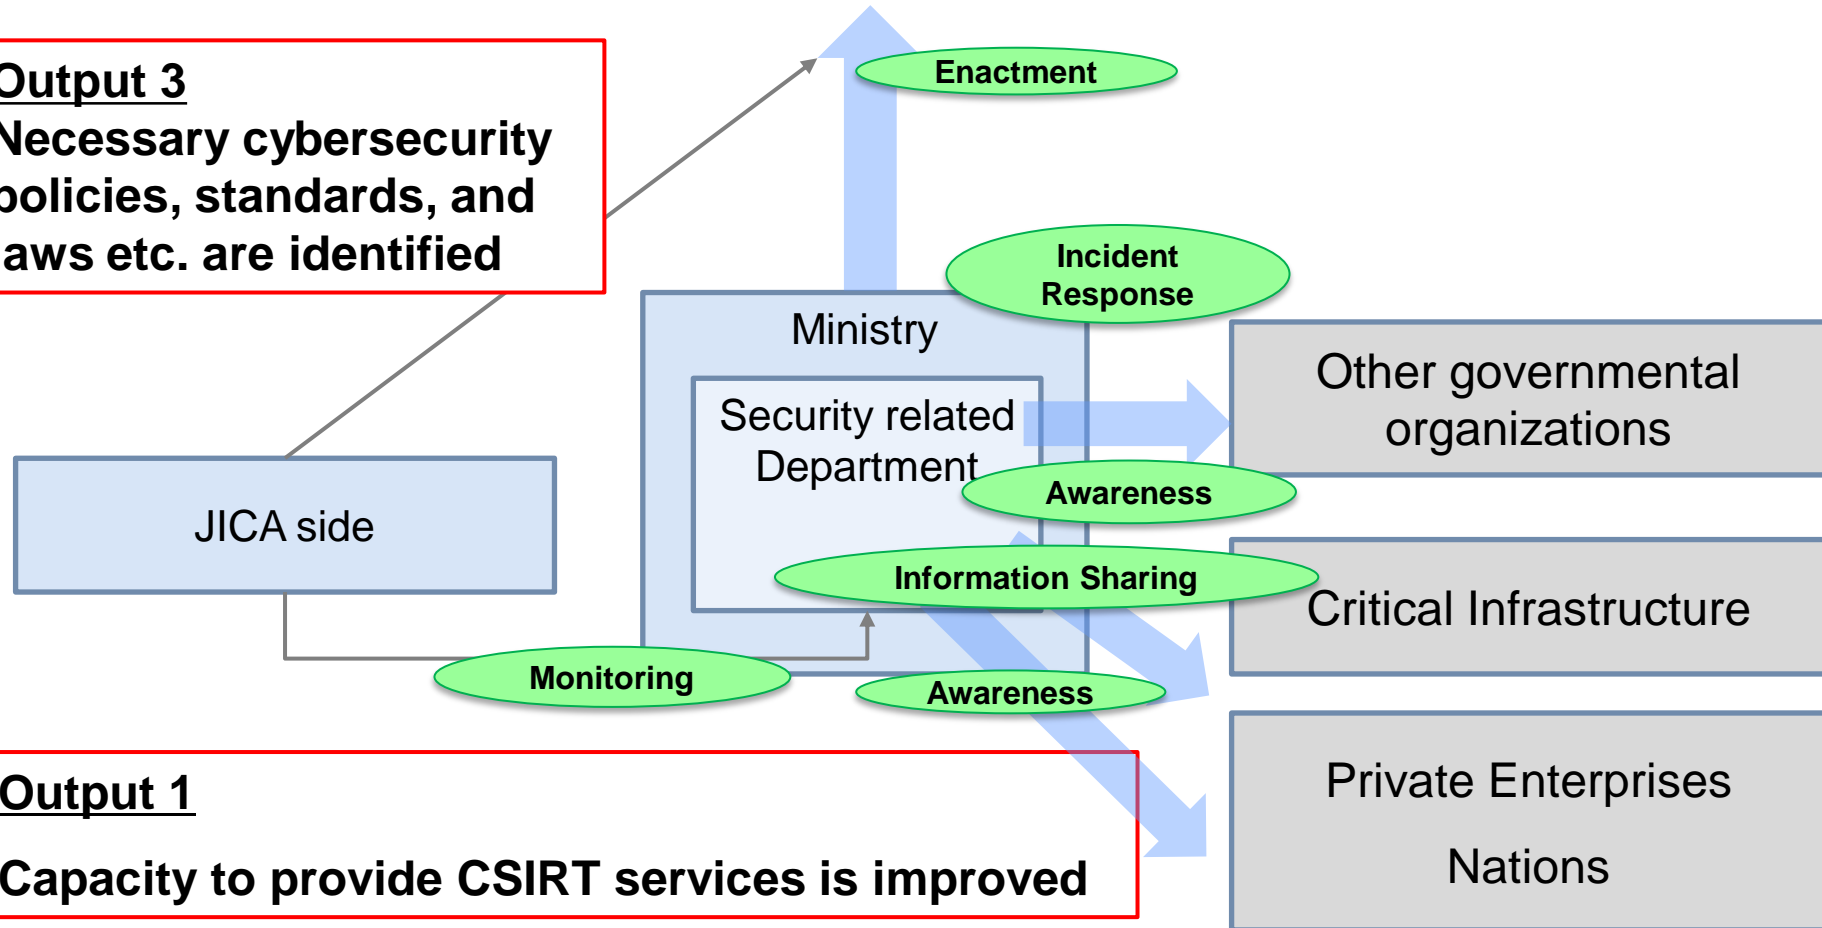 Enactment
Output 3
Necessary cybersecurity
policies, standards, and
laws etc. are identified
Incident
Response
Ministry
Other governmental
organizations
Security related
Department
Awareness
JICA side
Information Sharing
Critical Infrastructure
Monitoring
Awareness
Private Enterprises
Nations
Output 1
Capacity to provide CSIRT services is improved